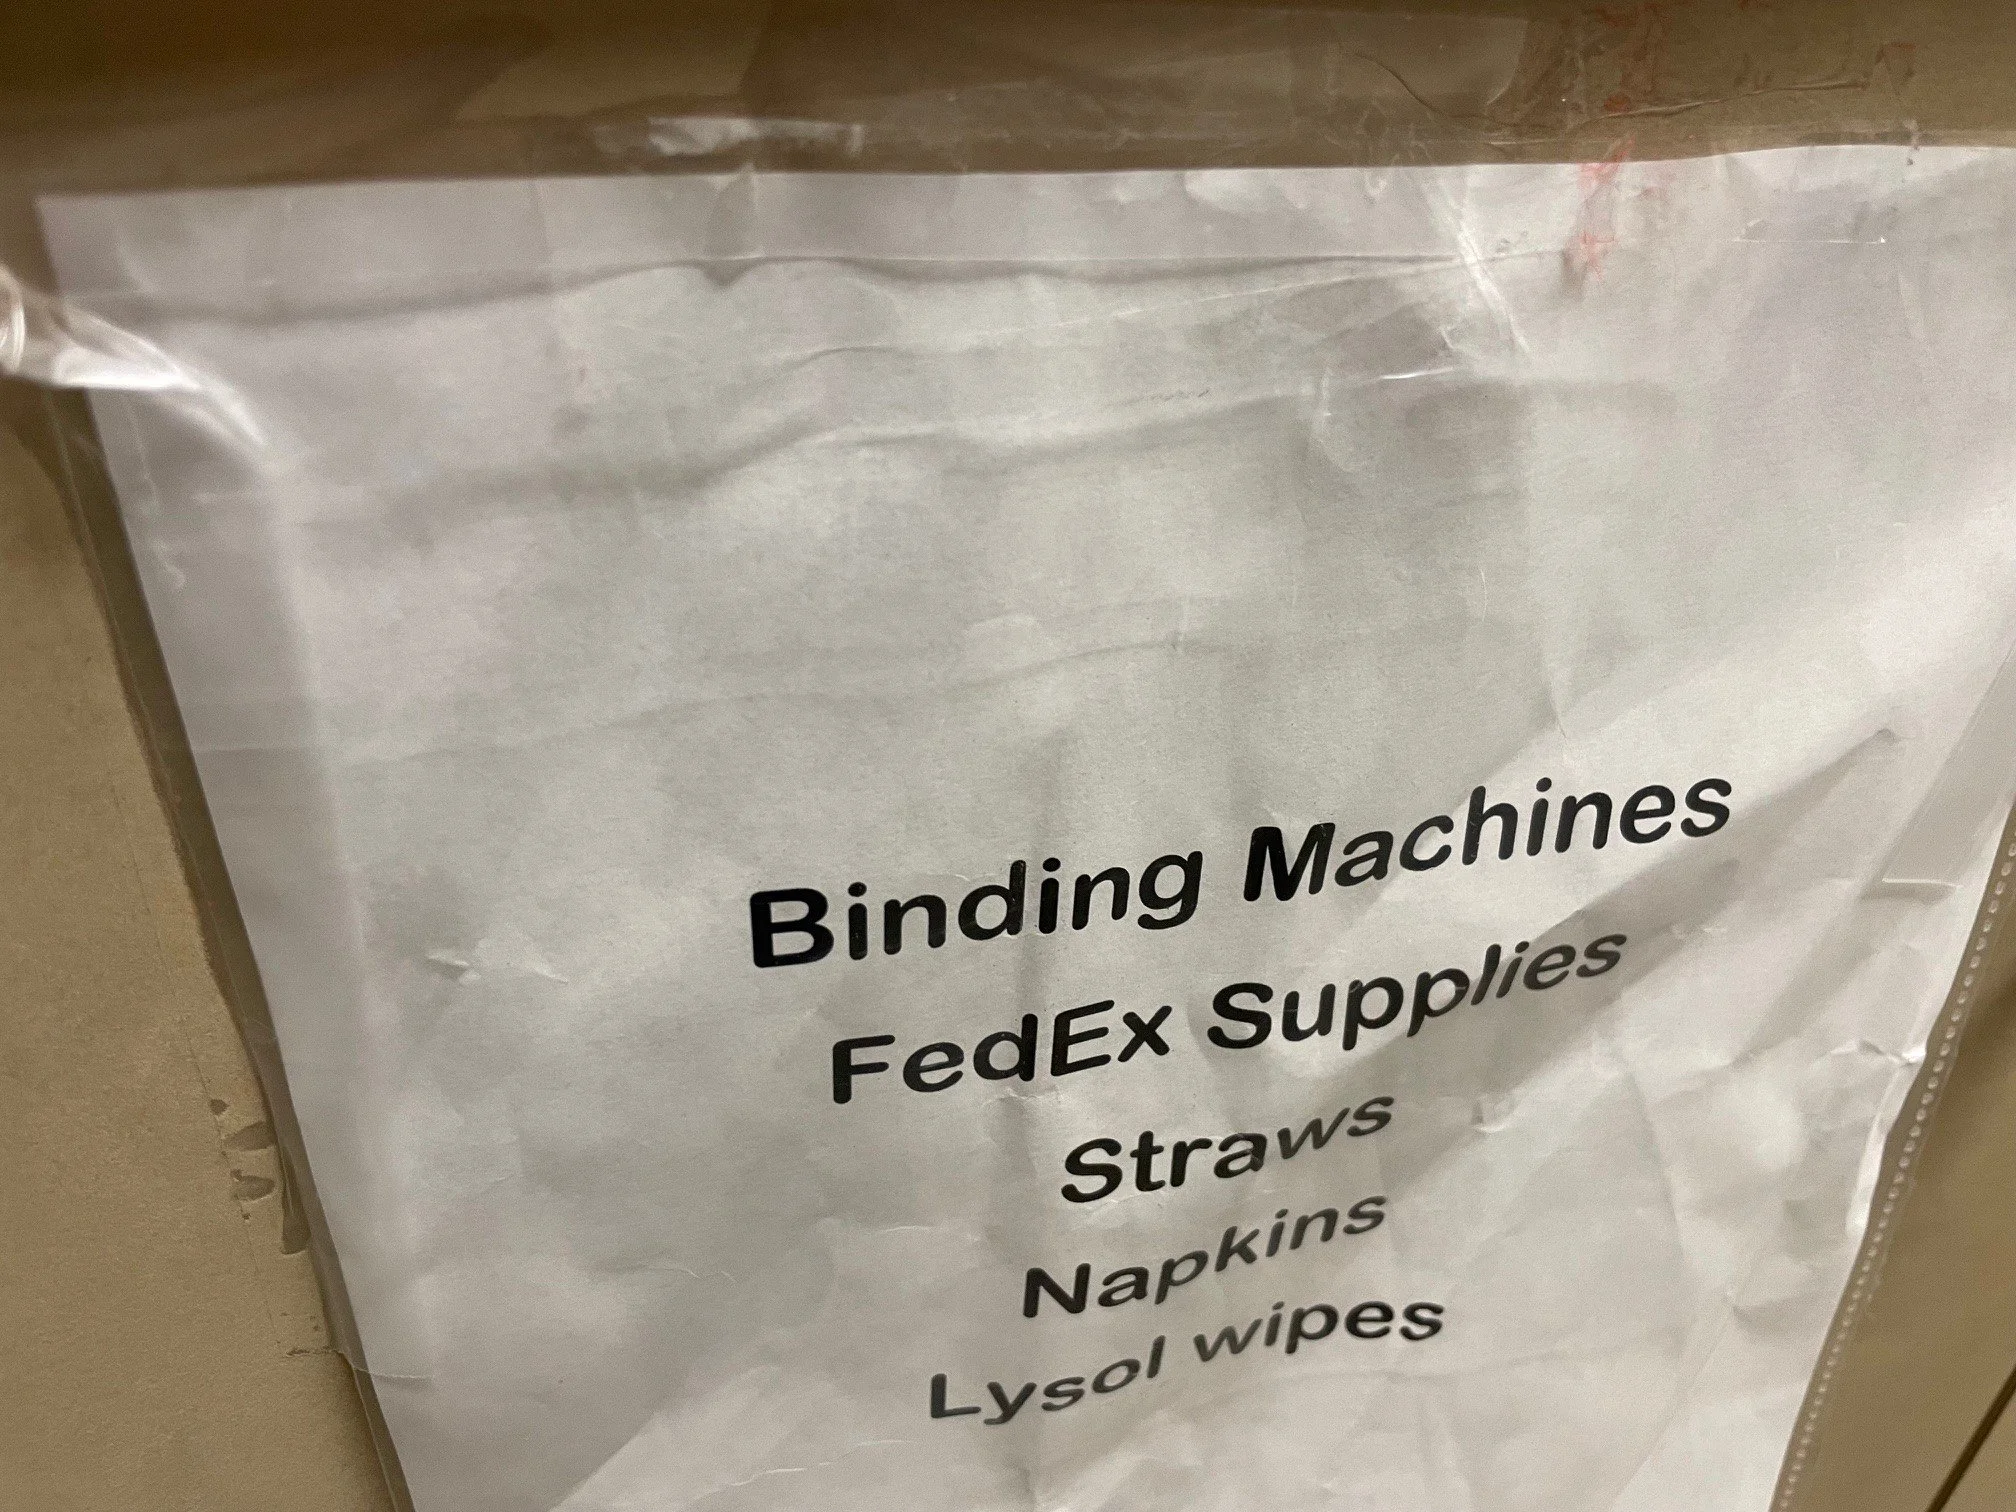 Binding Machines
FedEx Supplies
Straws
Napkins
Lysol wipes